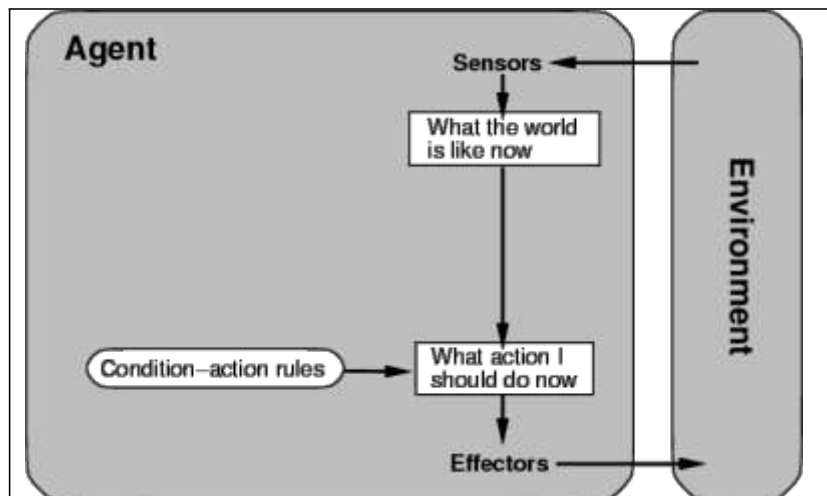 Agent
Sensors
What the world
is like now
Environment
Condition–action rules
What action I
should do now
Effectors